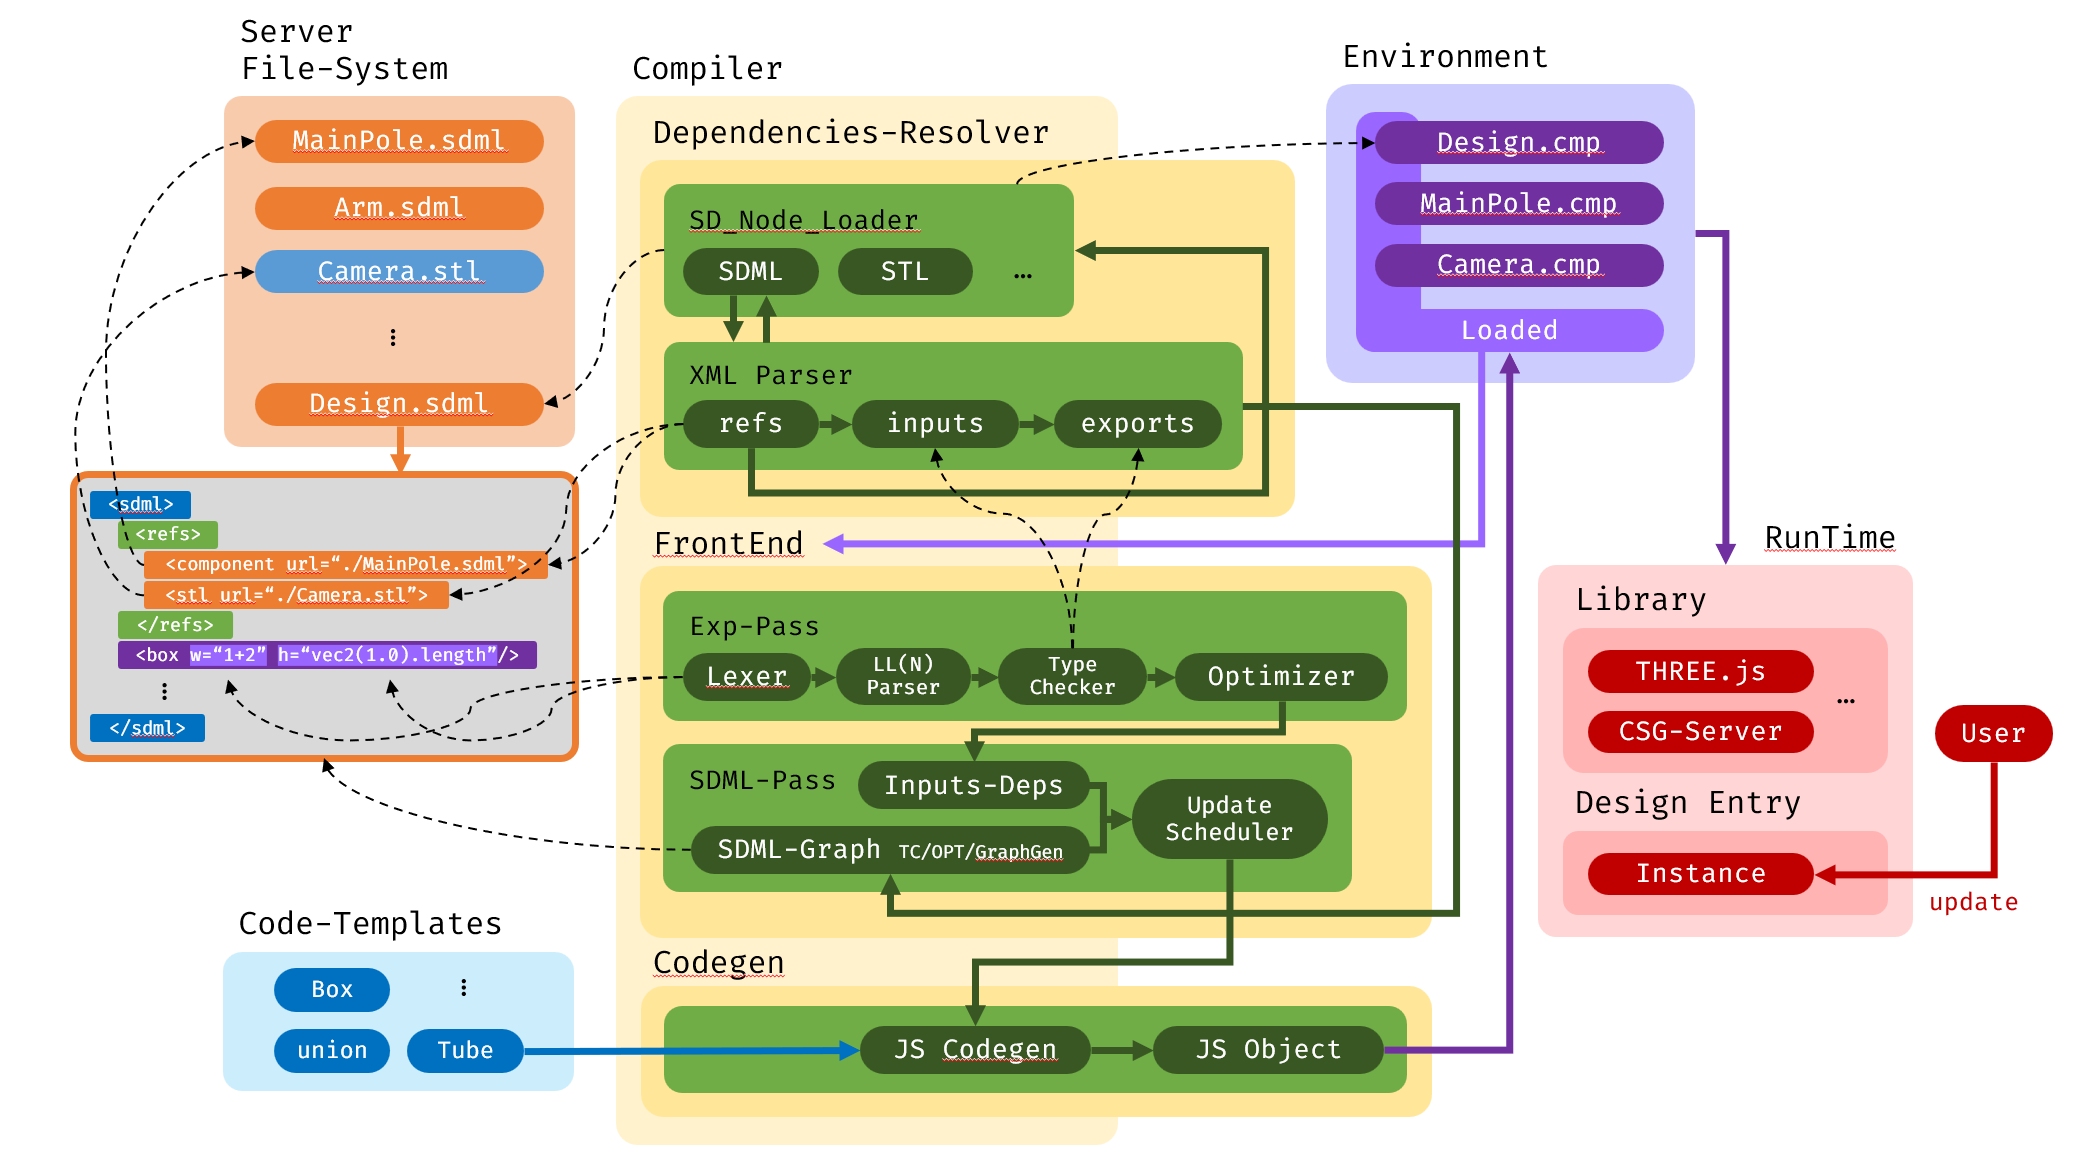 Server
File-System
MainPole.sdml
Arm.sdml
Camera.stl
⋮
Design.sdml
<sdml>
<refs>
<component url=“./MainPole.sdml”>
<stl url=“./Camera.stl”>
</refs>
<box w=“1+2” h=“vec2(1.0).length”/>
⋮
</sdml>
Code-Templates
Box
⋮
union
Tube
Compiler
Dependencies-Resolver
SD_Node_Loader
SDML
STL
…
XML Parser
refs
inputs
exports
FrontEnd
Exp-Pass
Lexer
LL(N)
Parser
Type
Checker
Optimizer
SDML-Pass
Inputs-Deps
SDML-Graph TC/OPT/GraphGen
Update
Scheduler
Codegen
JS Codegen
JS Object
Environment
Design.cmp
MainPole.cmp
Camera.cmp
Loaded
RunTime
Library
THREE.js
…
CSG-Server
Design Entry
Instance
User
update